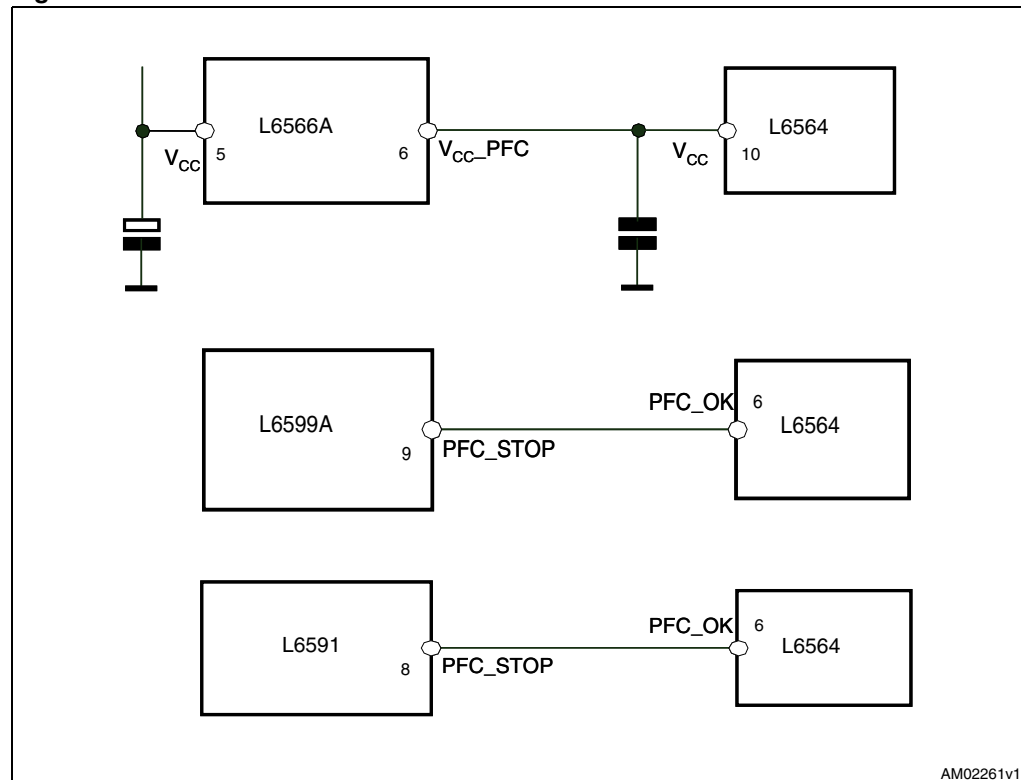 L6566A
L6564
V_CC 5
6 V_CC_PFC
V_CC 10
L6599A
9 PFC_STOP
PFC_OK 6
L6564
L6591
8 PFC_STOP
PFC_OK 6
L6564
AM02261v1